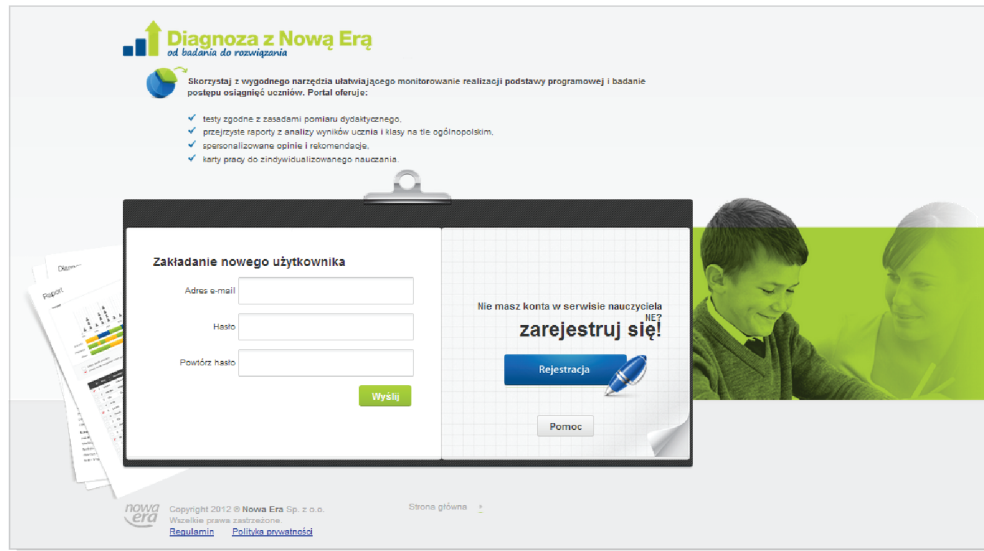 Diagnoza z Nową Erą
od badania do rozwiązania
Skorzystaj z wygodnego narzędzia ułatwiającego monitorowanie realizacji podstawy programowej i badanie
postępu osiągnięć uczniów. Portal oferuje:
testy zgodne z zasadami pomiaru dydaktycznego,
przejrzyste raporty z analizy wyników ucznia i klasy na tle ogólnopolskim,
spersonalizowane opinie i rekomendacje,
karty pracy do zindywidualizowanego nauczania.
Zakładanie nowego użytkownika
Adres e-mail
Hasło
Powtórz hasło
Wyślij
Nie masz konta w serwisie nauczyciela
NE?
zarejestruj się!
Rejestracja
Pomoc
Raport
nowa
era
Copyright 2012 © Nowa Era Sp. z o.o.
Wszelkie prawa zastrzeżone.
Regulamin Polityka prywatności
Strona główna